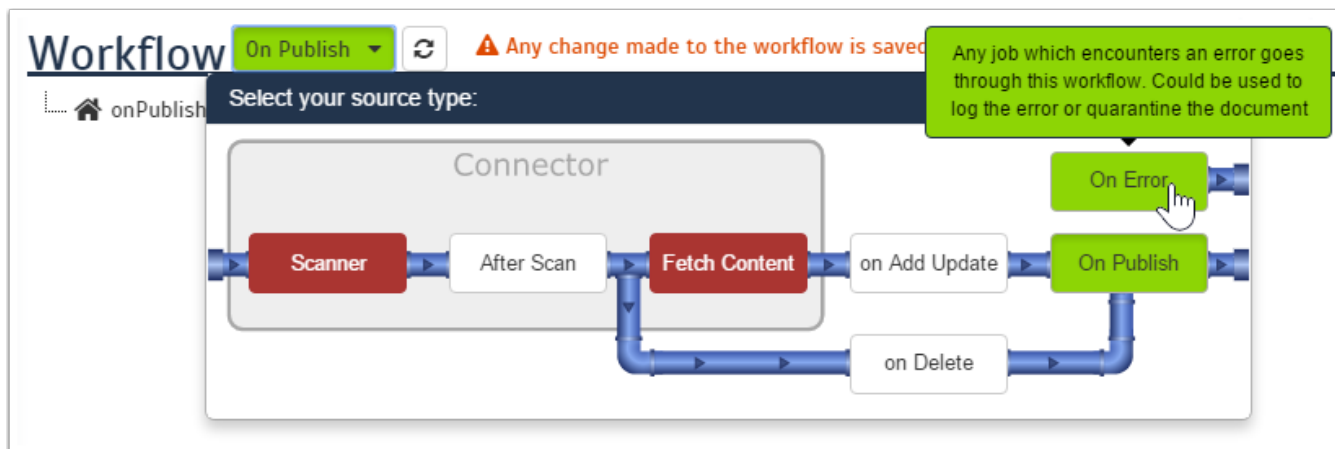 Workflow
On Publish
Any change made to the workflow is saved
Any job which encounters an error goes
through this workflow. Could be used to
log the error or quarantine the document
onPublish
Select your source type:
Connector
On Error
Scanner
After Scan
Fetch Content
on Add Update
On Publish
on Delete